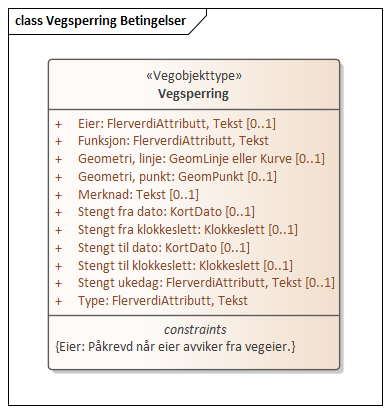 class Vegsperring Betingelser
«Vegobjekttype»
Vegsperring
+ Eier: FlerverdiAttributt, Tekst [0..1]
+ Funksjon: FlerverdiAttributt, Tekst
+ Geometri, linje: GeomLinje eller Kurve [0..1]
+ Geometri, punkt: GeomPunkt [0..1]
+ Merknad: Tekst [0..1]
+ Stengt fra dato: KortDato [0..1]
+ Stengt fra klokkeslett: Klokkeslett [0..1]
+ Stengt til dato: KortDato [0..1]
+ Stengt til klokkeslett: Klokkeslett [0..1]
+ Stengt ukedag: FlerverdiAttributt, Tekst [0..1]
+ Type: FlerverdiAttributt, Tekst
constraints
{Eier: Påkrevd når eier avviker fra vegeier.}